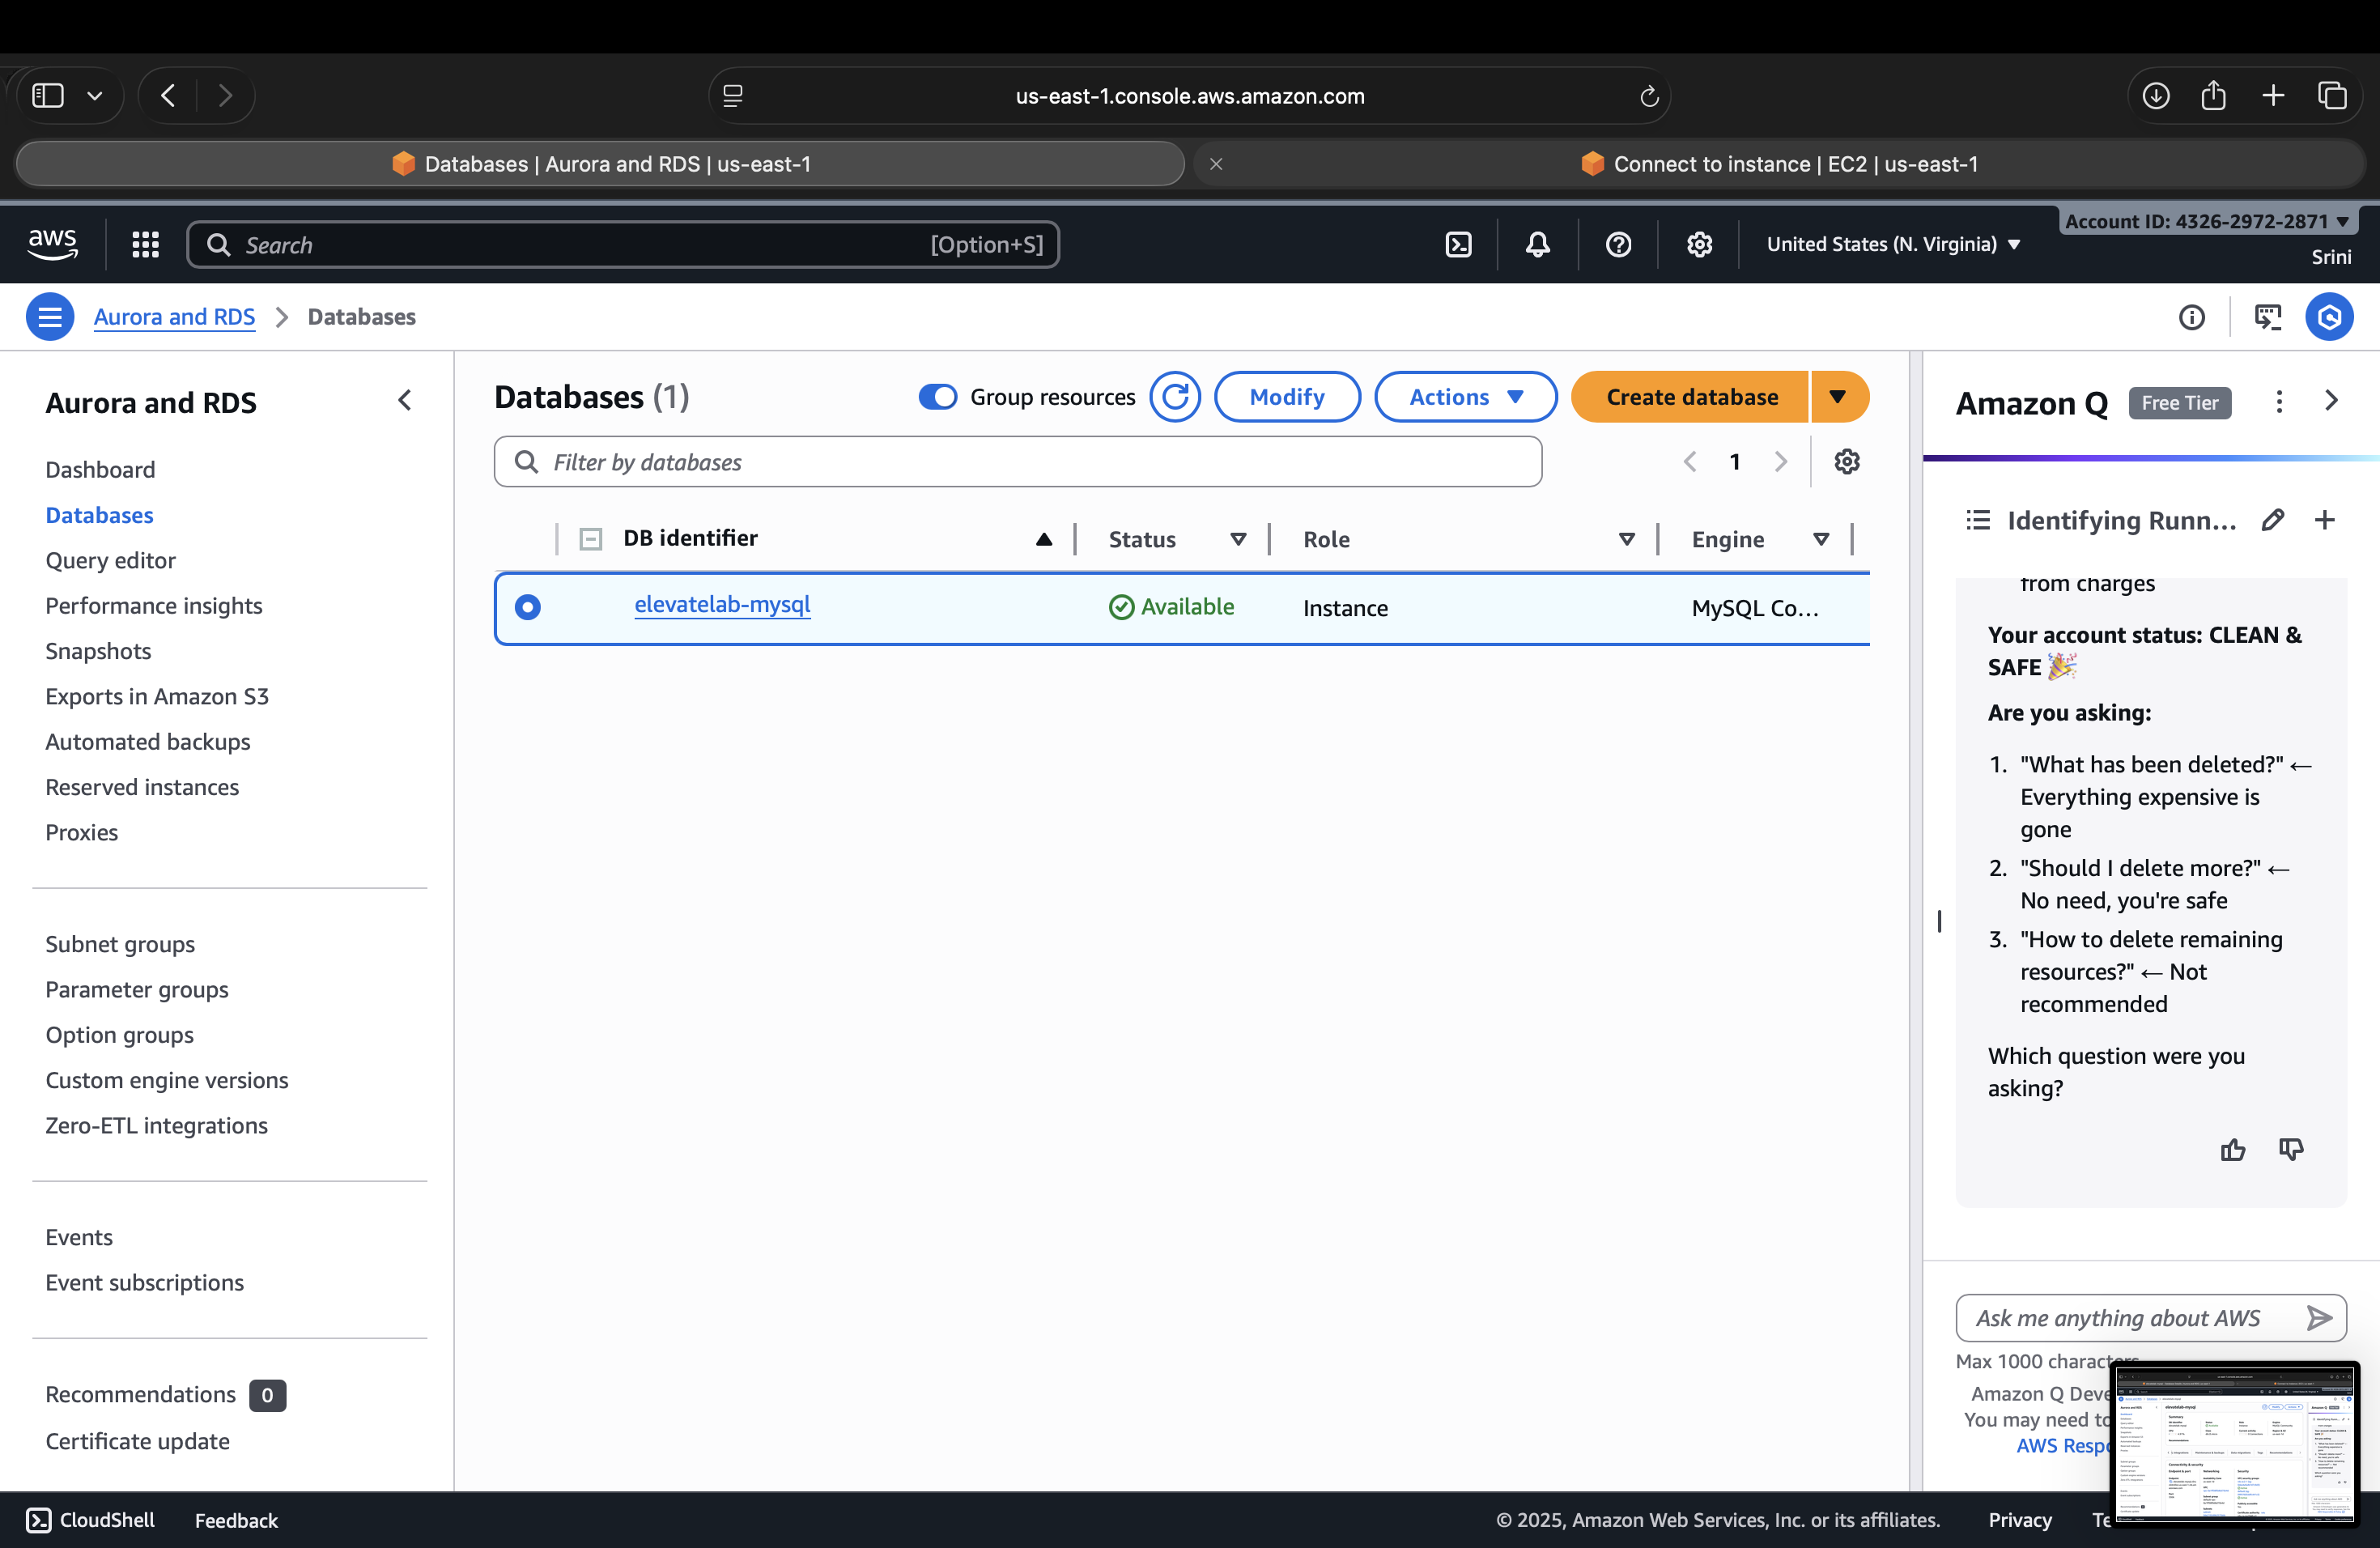 us-east-1.console.aws.amazon.com
Databases | Aurora and RDS | us-east-1
Connect to instance | EC2 | us-east-1
aws
Search
[Option+S]
United States (N. Virginia)
Account ID: 4326-2972-2871
Srini
Aurora and RDS
Databases
Aurora and RDS
Dashboard
Databases
Query editor
Performance insights
Snapshots
Exports in Amazon S3
Automated backups
Reserved instances
Proxies
Subnet groups
Parameter groups
Option groups
Custom engine versions
Zero-ETL integrations
Events
Event subscriptions
Recommendations 0
Certificate update
Databases (1)
Group resources
Modify
Actions
Create database
Filter by databases
1
DB identifier
Status
Role
Engine
elevatelab-mysql
Available
Instance
MySQL Co...
Amazon Q
Free Tier
Identifying Runn...
from charges
Your account status: CLEAN &
SAFE 🎉
Are you asking:
1. "What has been deleted?" ←
Everything expensive is
gone
2. "Should I delete more?" ←
No need, you're safe
3. "How to delete remaining
resources?" ← Not
recommended
Which question were you
asking?
Ask me anything about AWS
Max 1000 characters
Amazon Q Deve
You may need to
AWS Respo
CloudShell
Feedback
© 2025, Amazon Web Services, Inc. or its affiliates.
Privacy
Te